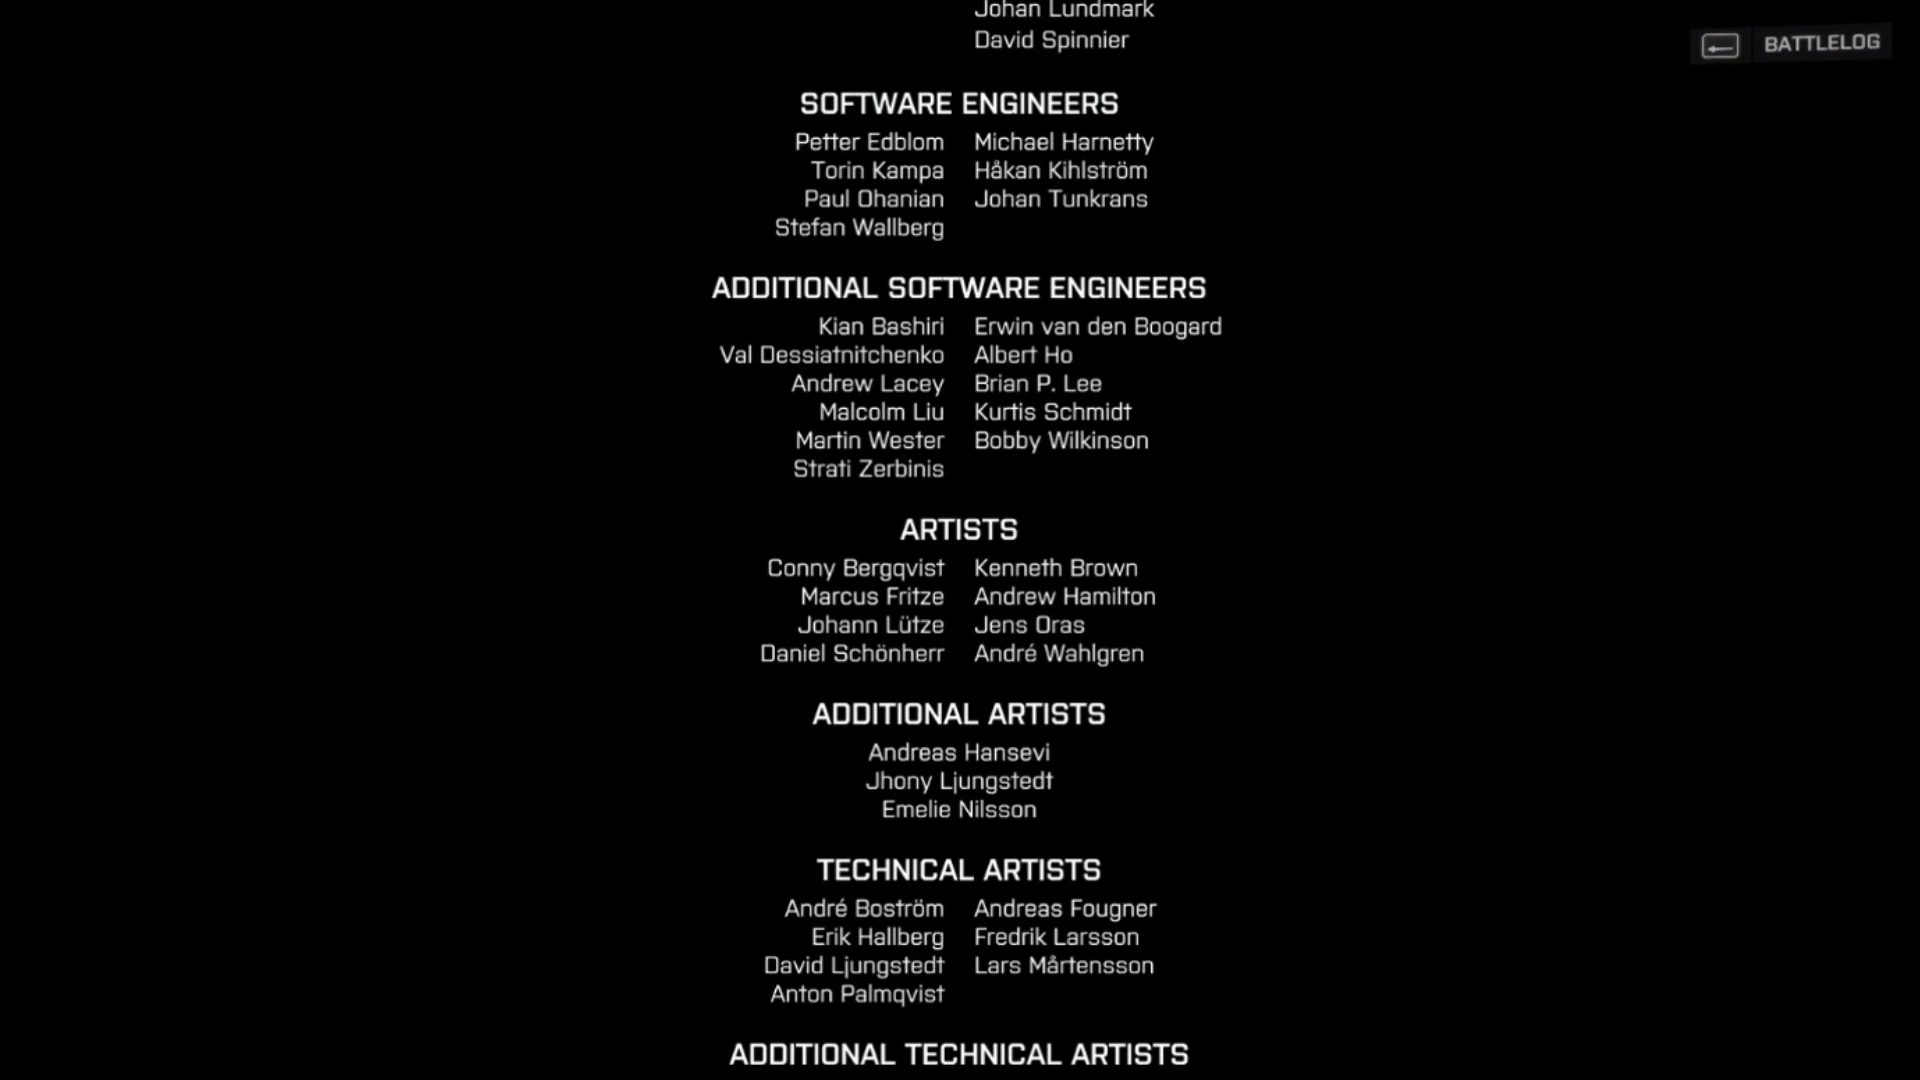 Johan Lundmark
David Spinnier
BATTLELOG
SOFTWARE ENGINEERS
Petter Edblom Michael Harnetty
Torin Kampa Håkan Kihlström
Paul Ohanian Johan Tunkrans
Stefan Wallberg
ADDITIONAL SOFTWARE ENGINEERS
Kian Bashiri Erwin van den Boogard
Val Dessiatnitchenko Albert Ho
Andrew Lacey Brian P. Lee
Malcolm Liu Kurtis Schmidt
Martin Wester Bobby Wilkinson
Strati Zerbinis
ARTISTS
Conny Bergqvist Kenneth Brown
Marcus Fritze Andrew Hamilton
Johann Lütze Jens Oras
Daniel Schönherr André Wahlgren
ADDITIONAL ARTISTS
Andreas Hansevi
Jhony Ljungstedt
Emelie Nilsson
TECHNICAL ARTISTS
André Boström Andreas Fougner
Erik Hallberg Fredrik Larsson
David Ljungstedt Lars Mårtensson
Anton Palmqvist
ADDITIONAL TECHNICAL ARTISTS